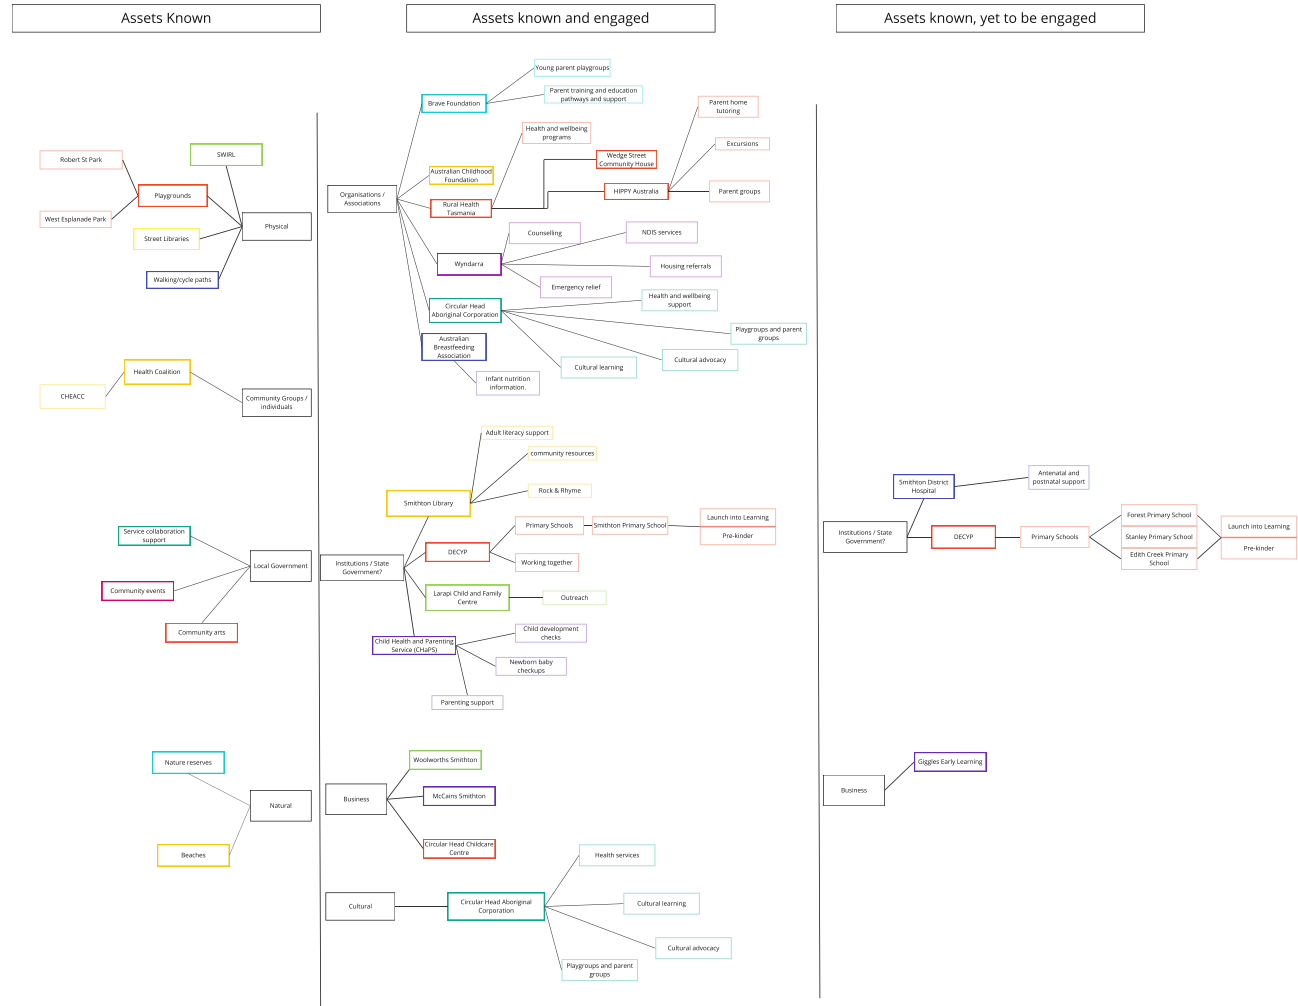 Assets Known
Assets known and engaged
Assets known, yet to be engaged
Robert St Park
SWIRL
Playgrounds
West Esplanade Park
Street Libraries
Physical
Walking/cycle paths
Health Coalition
CHEACC
Community Groups /
individuals
Service collaboration
support
Local Government
Community events
Community arts
Nature reserves
Natural
Beaches
Young parent playgroups
Parent training and education
pathways and support
Brave Foundation
Parent home
tutoring
Health and wellbeing
programs
Excursions
Wedge Street
Community House
Australian Childhood
Foundation
Organisations /
Associations
HIPPY Australia
Parent groups
Rural Health
Tasmania
Counselling
NDIS services
Wyndarra
Housing referrals
Emergency relief
Health and wellbeing
support
Circular Head
Aboriginal Corporation
Playgroups and parent
groups
Australian
Breastfeeding
Association
Cultural advocacy
Cultural learning
Infant nutrition
information.
Adult literacy support
community resources
Rock & Rhyme
Smithton Library
Primary Schools
Smithton Primary School
Launch into Learning
Pre-kinder
DECYP
Institutions / State
Government?
Working together
Larapi Child and Family
Centre
Outreach
Child development
checks
Child Health and Parenting
Service (CHaPS)
Newborn baby
checkups
Parenting support
Woolworths Smithton
Business
McCains Smithton
Circular Head Childcare
Centre
Health services
Cultural
Circular Head Aboriginal
Corporation
Cultural learning
Cultural advocacy
Playgroups and parent
groups
Smithton District
Hospital
Antenatal and
postnatal support
Institutions / State
Government?
DECYP
Primary Schools
Forest Primary School
Stanley Primary School
Edith Creek Primary
School
Launch into Learning
Pre-kinder
Giggles Early Learning
Business